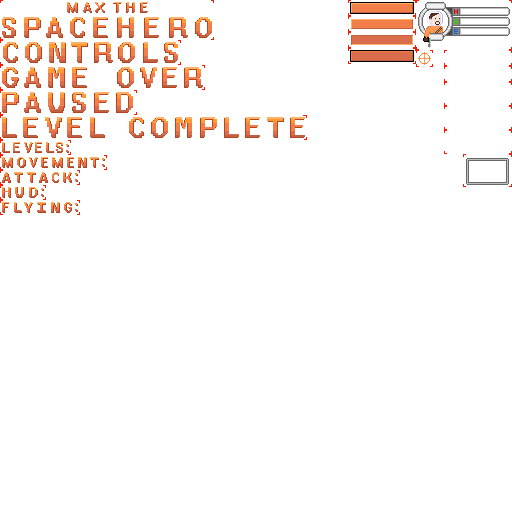 MAX THE
SPACEHERO
CONTROLS
GAME OVER
PAUSED
LEVEL COMPLETE
LEVELS:
MOVEMENT:
ATTACK:
HUD:
FLYING: